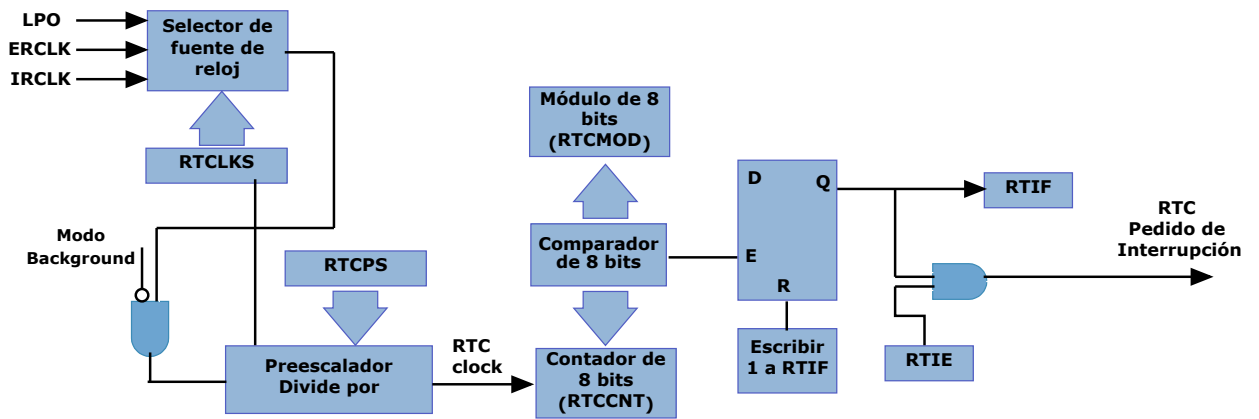 LPO
ERCLK
IRCLK
Selector de
fuente de
reloj
RTCLKS
Modo
Background
RTCPS
Preescalador
Divide por
RTC
clock
Módulo de 8
bits
(RTCMOD)
Comparador
de 8 bits
Contador de
8 bits
(RTCCNT)
D
Q
E
R
Escribir
1 a RTIF
RTIF
RTIE
RTC
Pedido de
Interrupción